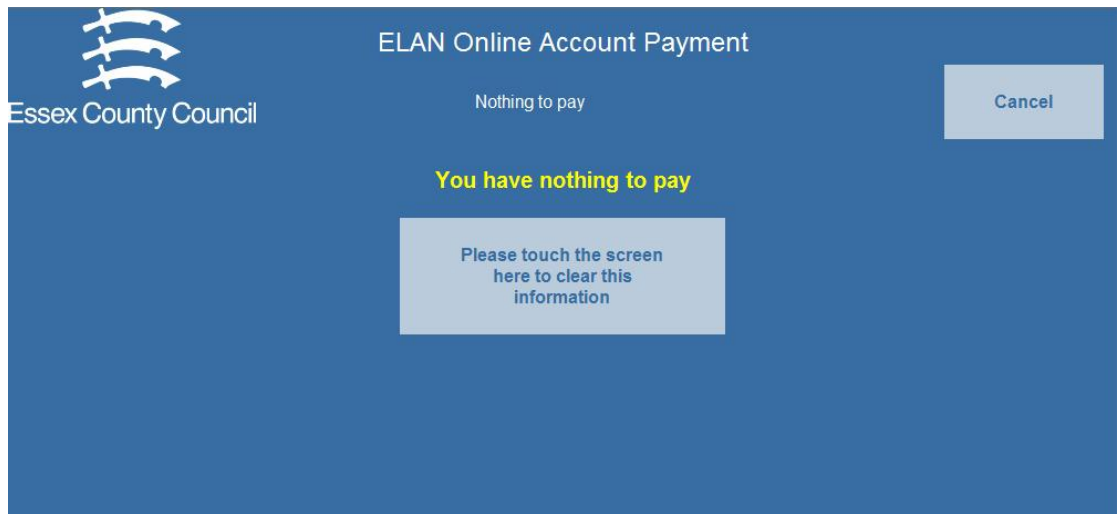 ELAN Online Account Payment
Essex County Council
Nothing to pay
Cancel
You have nothing to pay
Please touch the screen
here to clear this
information